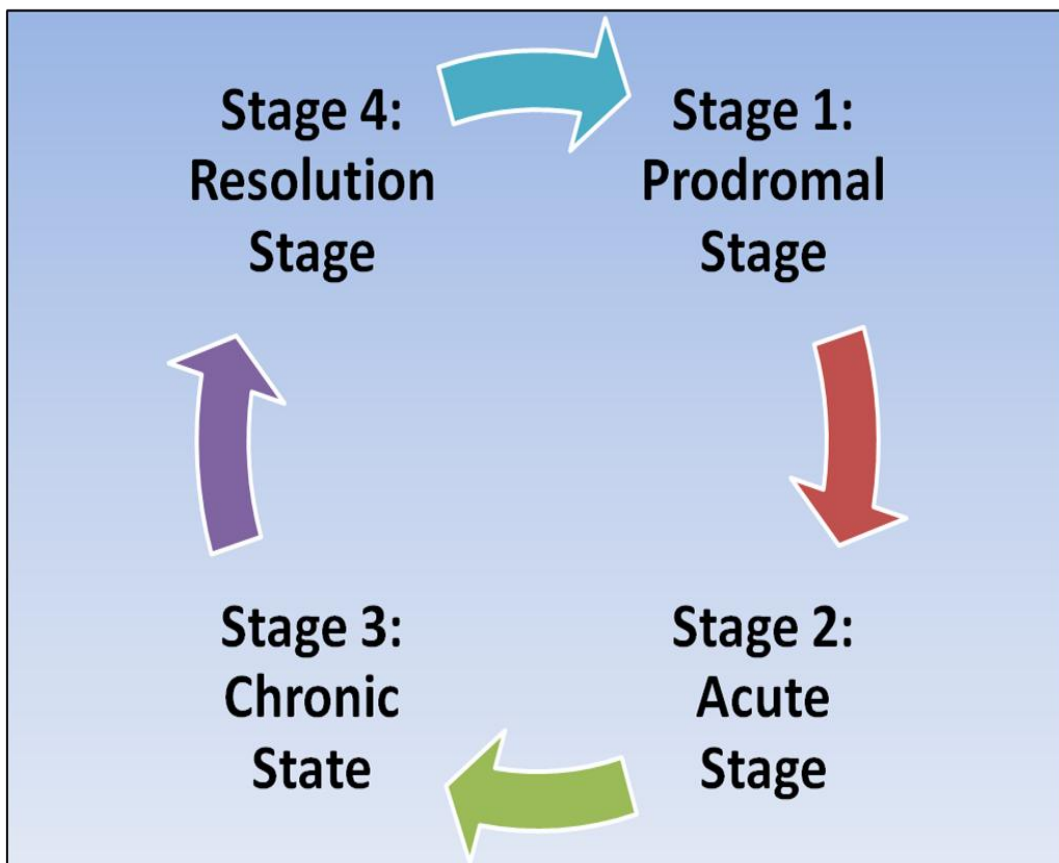 Stage 1:
Prodromal
Stage
Stage 2:
Acute
Stage
Stage 3:
Chronic
State
Stage 4:
Resolution
Stage